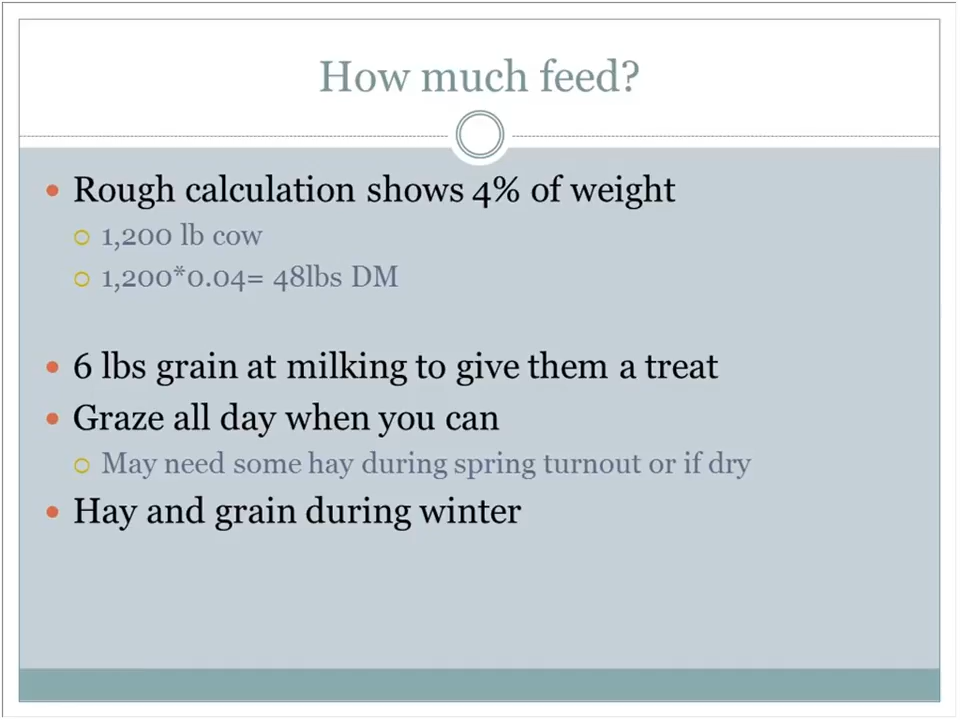 How much feed?
Rough calculation shows 4% of weight
1,200 lb cow
1,200*0.04= 48lbs DM
6 lbs grain at milking to give them a treat
Graze all day when you can
May need some hay during spring turnout or if dry
Hay and grain during winter